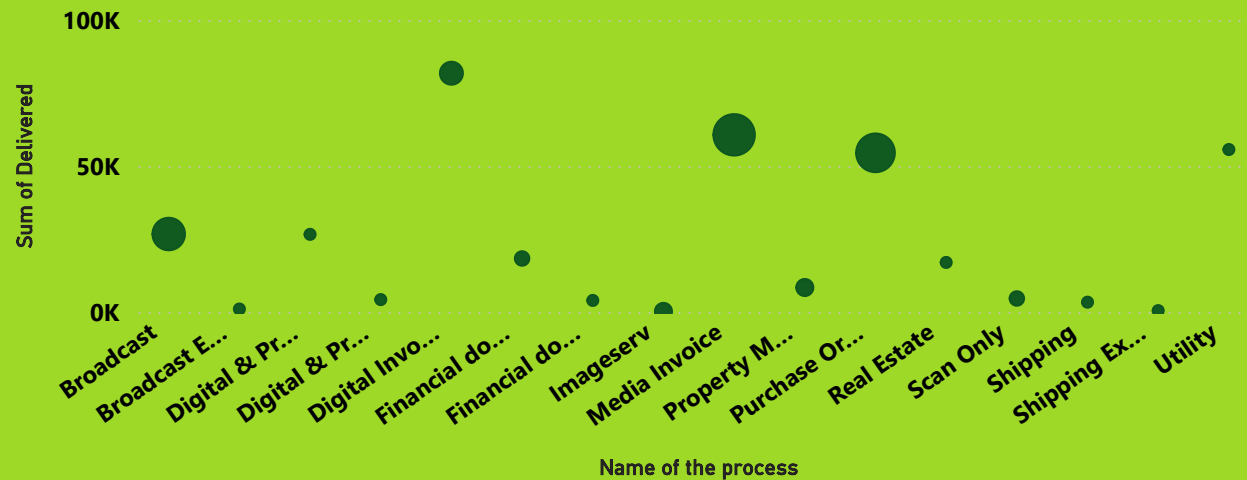 100K
50K
0K
Sum of Delivered
Broadcast
Broadcast E...
Digital & Pr...
Digital & Pr...
Digital Invo...
Financial do...
Financial do...
Imageserv
Media Invoice
Property M...
Purchase Or...
Real Estate
Scan Only
Shipping
Shipping Ex...
Utility
Name of the process